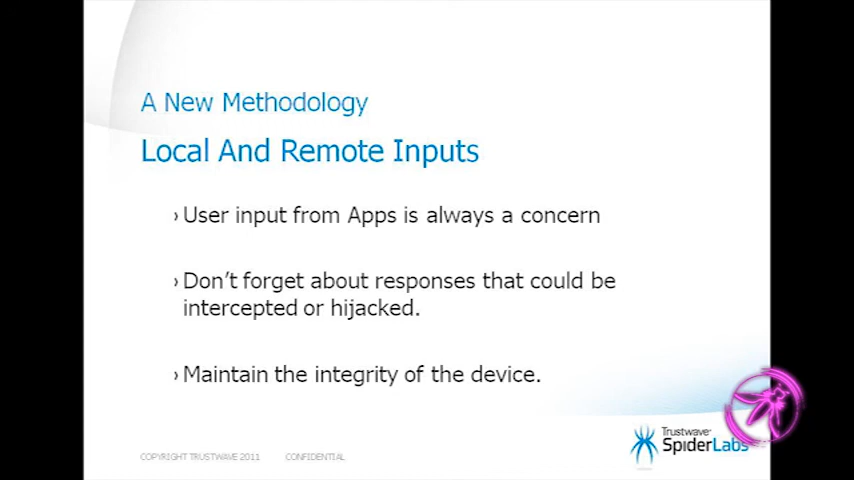 A New Methodology
Local And Remote Inputs
› User input from Apps is always a concern
› Don't forget about responses that could be
intercepted or hijacked.
› Maintain the integrity of the device.
Trustwave®
SpiderLabs
COPYRIGHT TRUSTWAVE 2011 CONFIDENTIAL